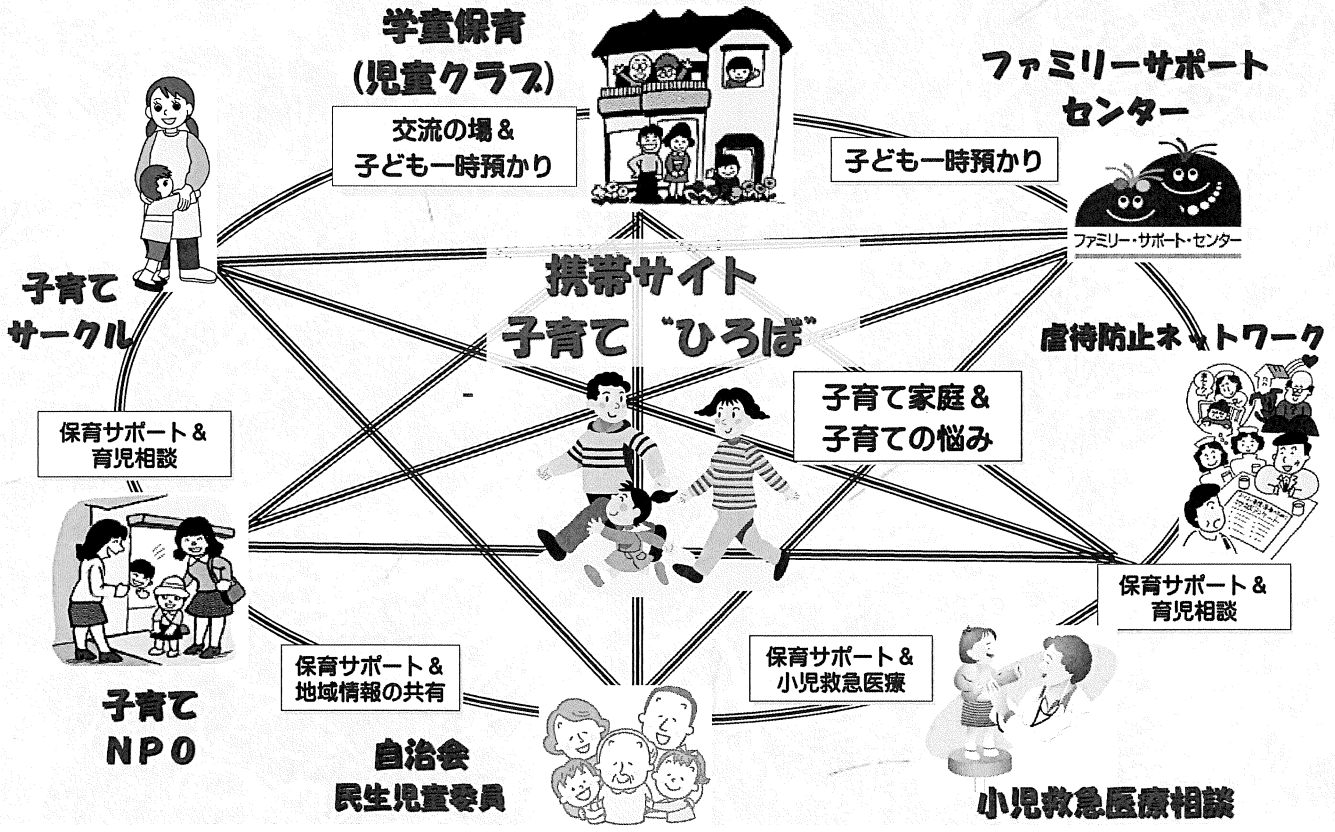 学童保育
(児童クラブ)
交流の場&
子ども一時預かり
ファミリーサポート
センター
子ども一時預かり
ファミリー・サポート・センター
子育て
サークル
携帯サイト
子育て "ひろば"
虐待防止ネットワーク
子育て家庭&
子育ての悩み
保育サポート&
育児相談
保育サポート&
育児相談
保育サポート&
地域情報の共有
保育サポート&
小児救急医療
子育て
NPO
自治会
民生児童委員
小児救急医療相談